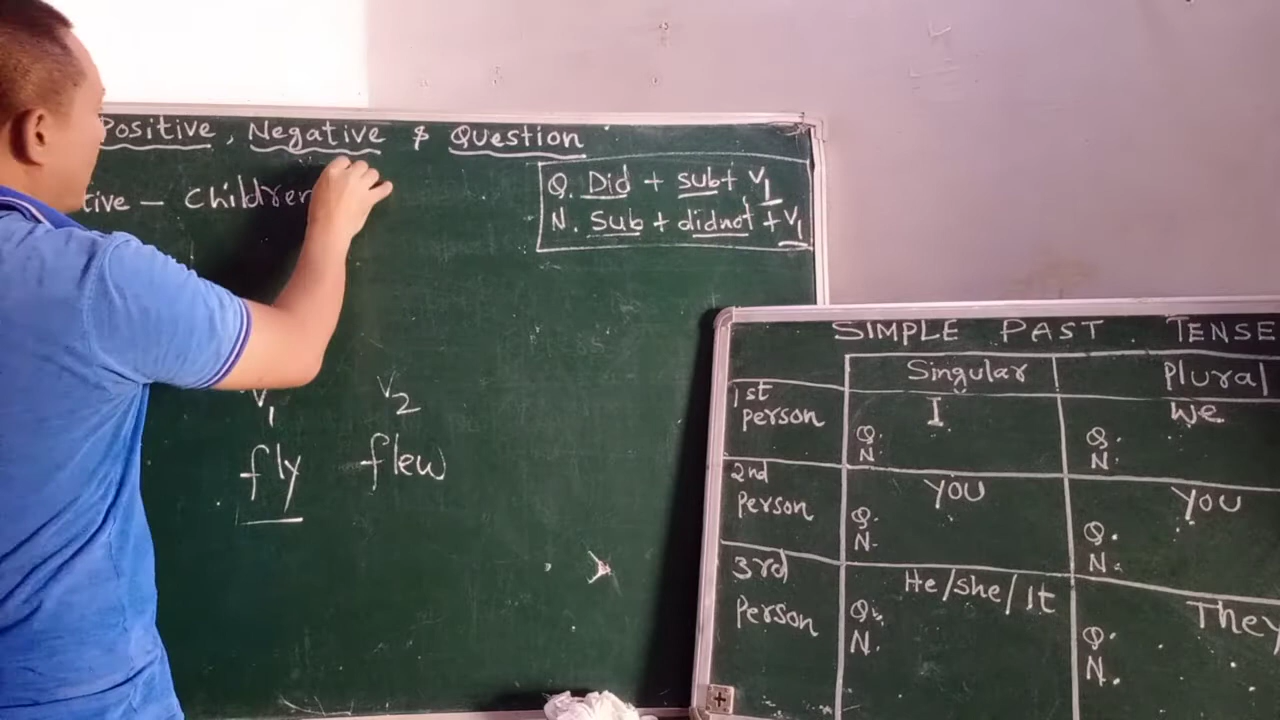 Positive, Negative & Question
tive – Children
Q. Did + sub + V1
N. Sub + didnot + V1
V1 V2
fly flew
SIMPLE PAST TENSE
Singular Plural
1st person I We
Q. Q.
N. N.
2nd person YOU YOU
Q. Q.
N. N.
3rd person He/she/It They
Q. Q.
N. N.